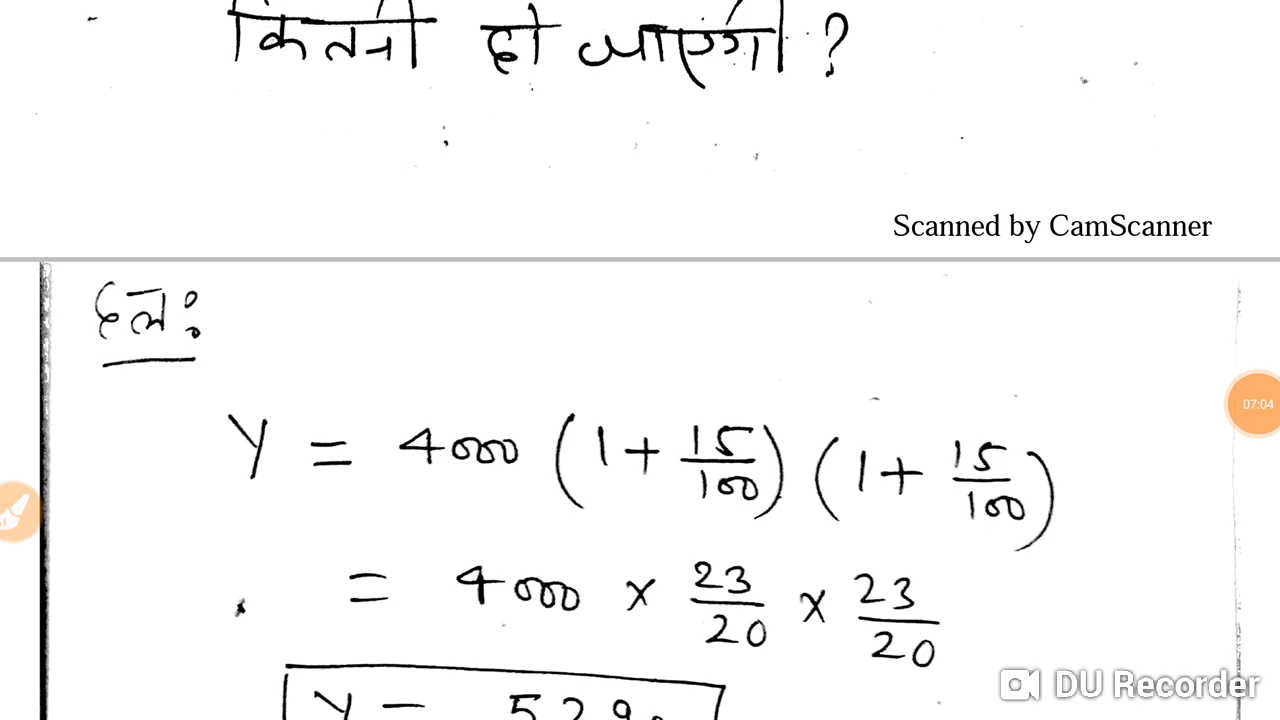 कितनी हो जाएगी ?
Scanned by CamScanner
हल:
07:04
Y = 4000 (1 + 15/100) (1 + 15/100)
= 4000 × 23/20 × 23/20
Y = 5290
DU Recorder